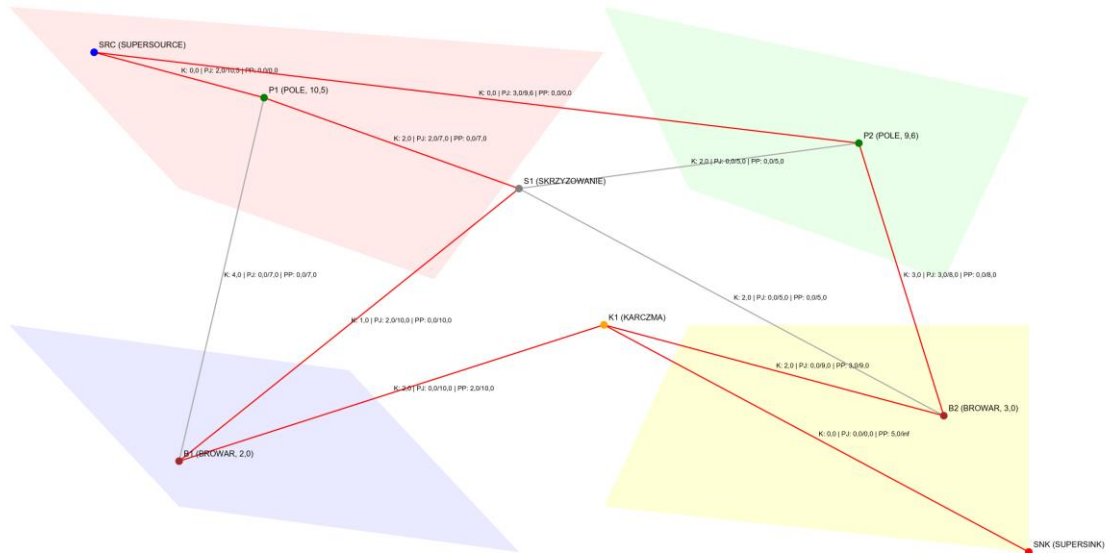 SRC (SUPERSOURCE)
K: 0,0 | PJ: 2,0/10,5 | PP: 0,0/0,0
P1 (POLE, 10,5)
K: 0,0 | PJ: 3,0/9,6 | PP: 0,0/0,0
P2 (POLE, 9,6)
K: 2,0 | PJ: 2,0/7,0 | PP: 0,0/7,0
K: 2,0 | PJ: 0,0/5,0 | PP: 0,0/5,0
S1 (SKRZYZOWANIE)
K: 4,0 | PJ: 0,0/7,0 | PP: 0,0/7,0
K: 3,0 | PJ: 3,0/8,0 | PP: 0,0/8,0
K: 2,0 | PJ: 0,0/5,0 | PP: 0,0/5,0
K: 1,0 | PJ: 2,0/10,0 | PP: 0,0/10,0
K1 (KARCZMA)
K: 2,0 | PJ: 0,0/9,0 | PP: 3,0/9,0
K: 2,0 | PJ: 0,0/10,0 | PP: 2,0/10,0
B2 (BROWAR, 3,0)
K: 0,0 | PJ: 0,0/0,0 | PP: 5,0/inf
B1 (BROWAR, 2,0)
SNK (SUPERSINK)